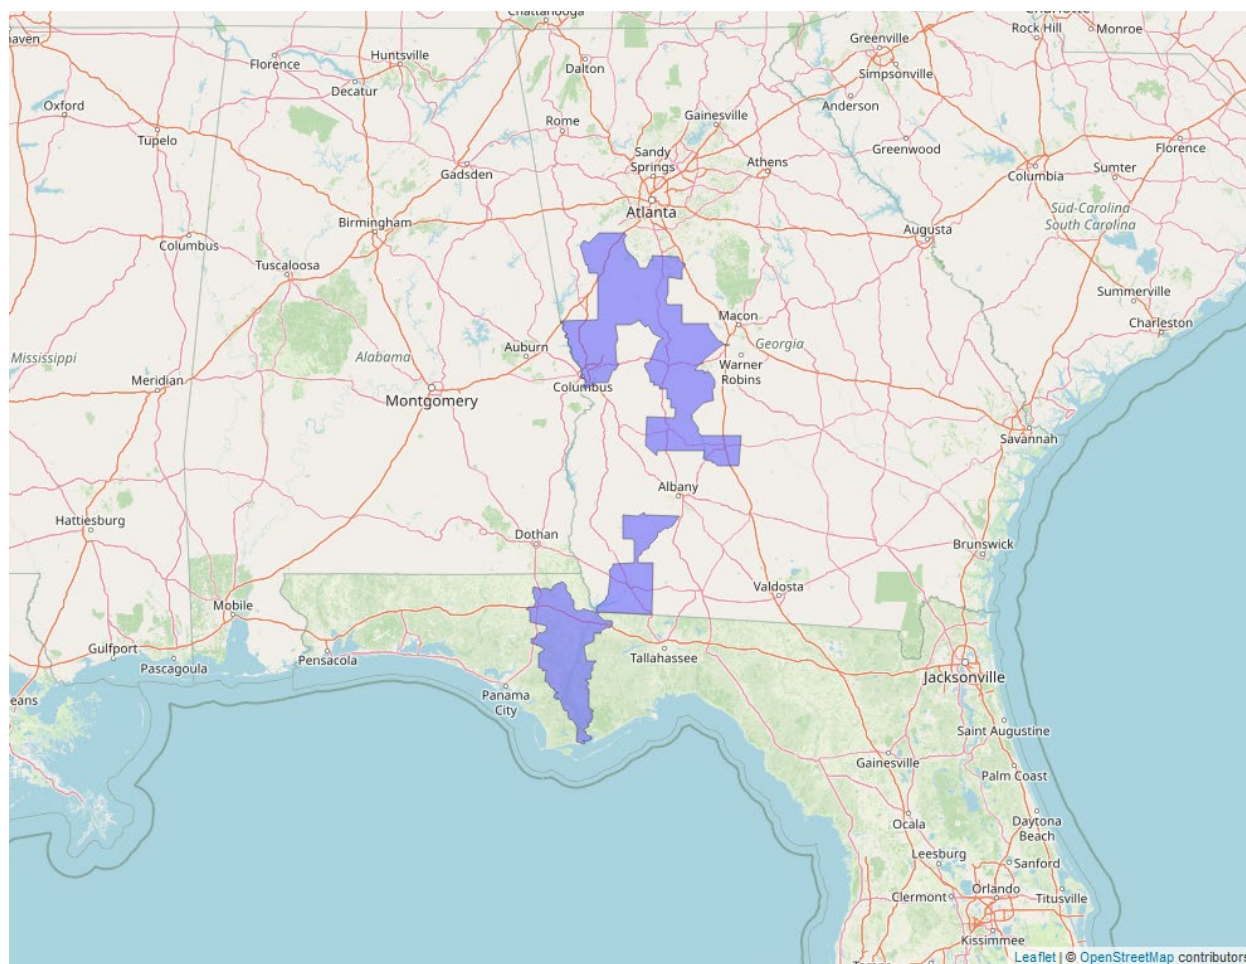 Chattanooga
Charlotte
Rock Hill
Monroe
haven
Florence
Huntsville
Dalton
Greenville
Simpsonville
Decatur
Anderson
Oxford
Tupelo
Rome
Gainesville
Greenwood
Florence
Sandy
Springs
Athens
Columbia
Sumter
Gadsden
Atlanta
Süd-Carolina
South Carolina
Birmingham
Columbus
Augusta
Tuscaloosa
Summerville
Macon
Charleston
Mississippi
Alabama
Auburn
Georgia
Meridian
Columbus
Warner
Robins
Montgomery
Savannah
Albany
Hattiesburg
Dothan
Brunswick
Valdosta
Mobile
Gulfport
Pascagoula
Pensacola
Tallahassee
Jacksonville
eans
Panama
City
Saint Augustine
Gainesville
Palm Coast
Ocala
Daytona
Beach
Leesburg
Sanford
Clermont
Orlando
Titusville
Kissimmee
Leaflet | © OpenStreetMap contributors